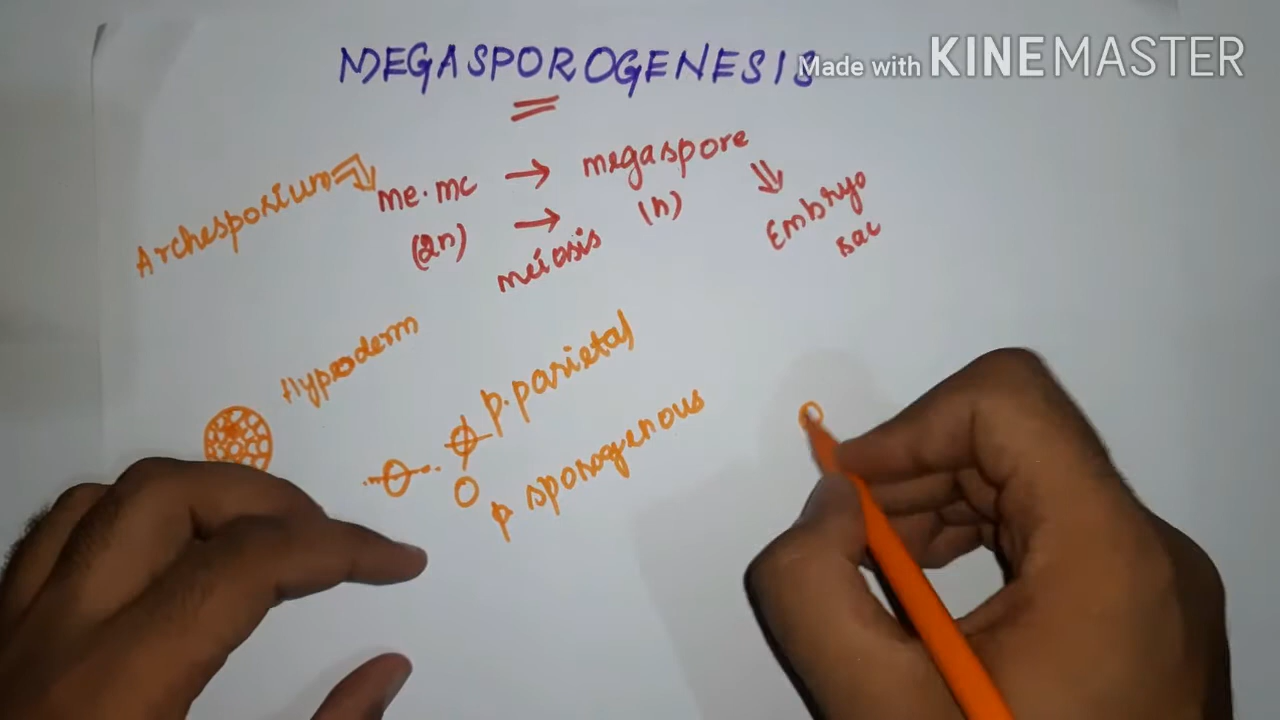 MEGASPOROGENESIS
Made with KINEMASTER
Archesporium
me.mc → megaspore
(2n) → (n)
meiosis
Embryo
sac
Hypoderm
p.parietal
p sporogenous